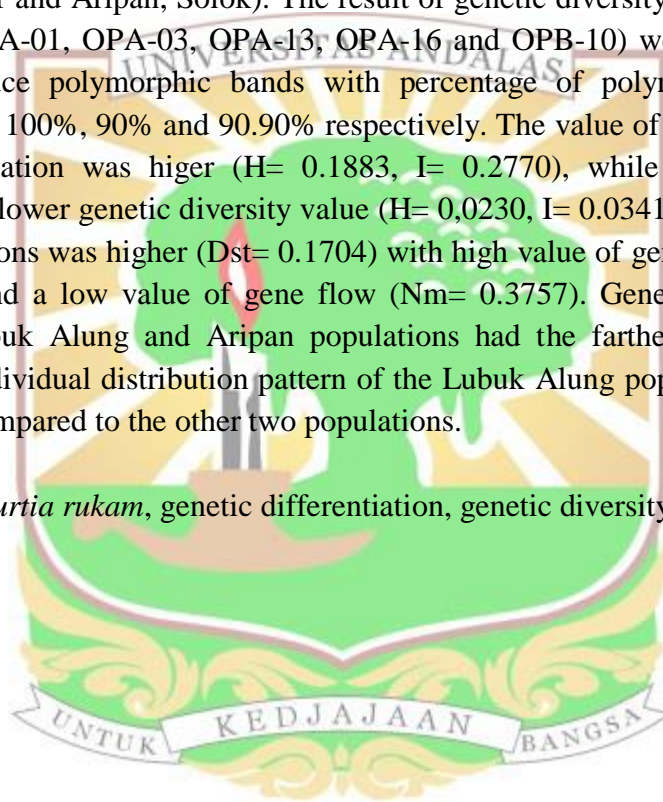 r and Aripan, Solok). The result of genetic diversity
A-01, OPA-03, OPA-13, OPA-16 and OPB-10) we
ce polymorphic bands with percentage of polym
100%, 90% and 90.90% respectively. The value of
ation was higer (H= 0.1883, I= 0.2770), while
lower genetic diversity value (H= 0,0230, I= 0.0341
ons was higher (Dst= 0.1704) with high value of ge
nd a low value of gene flow (Nm= 0.3757). Gene
buk Alung and Aripan populations had the farthe
dividual distribution pattern of the Lubuk Alung pop
mpared to the other two populations.
urtia rukam, genetic differentiation, genetic diversity
UNIVERSITAS ANDALAS
UNTUK KEDJAJAAN BANGSA